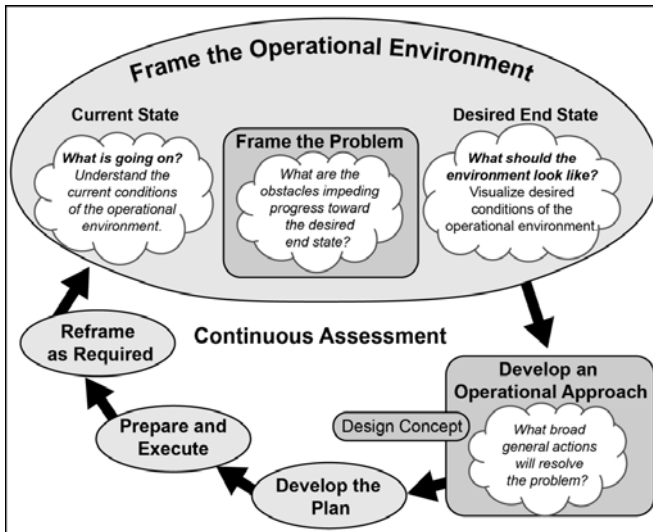 Frame the Operational Environment
Current State
What is going on?
Understand the
current conditions
of the operational
environment.
Frame the Problem
What are the
obstacles impeding
progress toward
the desired
end state?
Desired End State
What should the
environment look like?
Visualize desired
conditions of the
operational environment.
Reframe
as Required
Continuous Assessment
Develop an
Operational Approach
What broad
general actions
will resolve
the problem?
Design Concept
Prepare and
Execute
Develop the
Plan